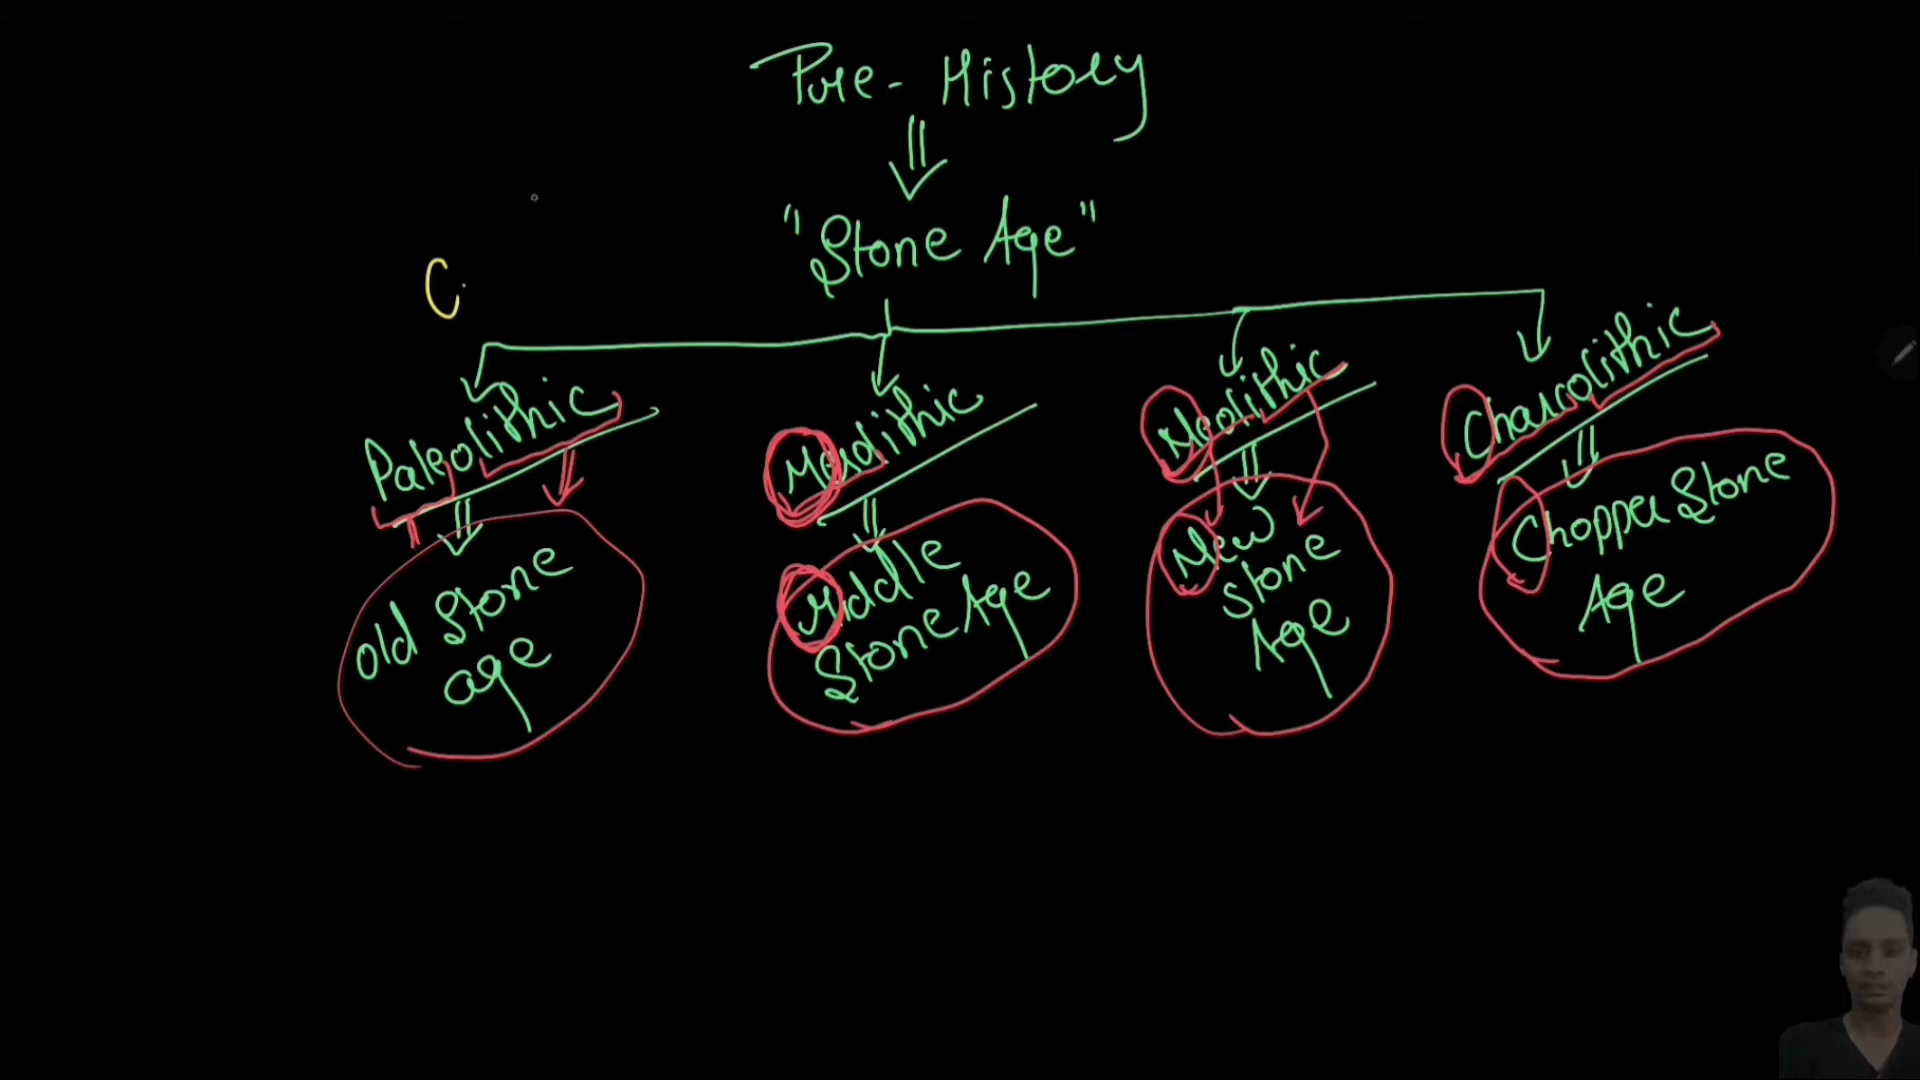 Pre-History
"Stone Age"
C
Paleolithic
Mesolithic
Neolithic
Charcolithic
Old Stone
age
Middle
Stone Age
New
Stone
Age
Chopper Stone
Age